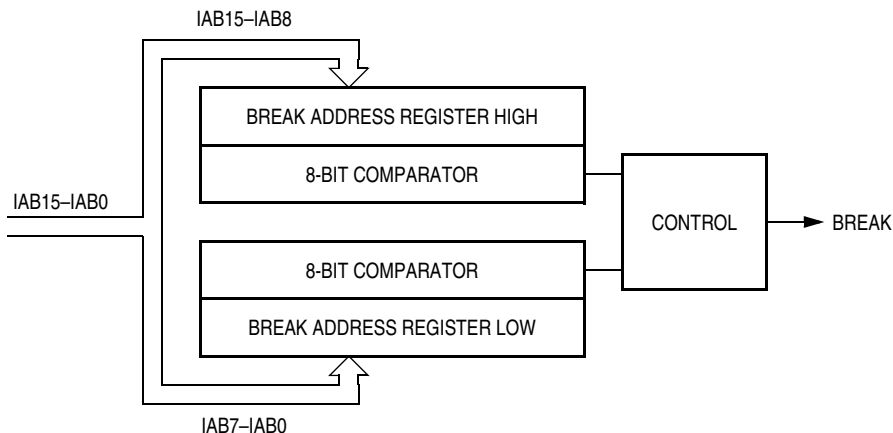 IAB15–IAB8
BREAK ADDRESS REGISTER HIGH
8-BIT COMPARATOR
IAB15–IAB0
CONTROL
BREAK
8-BIT COMPARATOR
BREAK ADDRESS REGISTER LOW
IAB7–IAB0